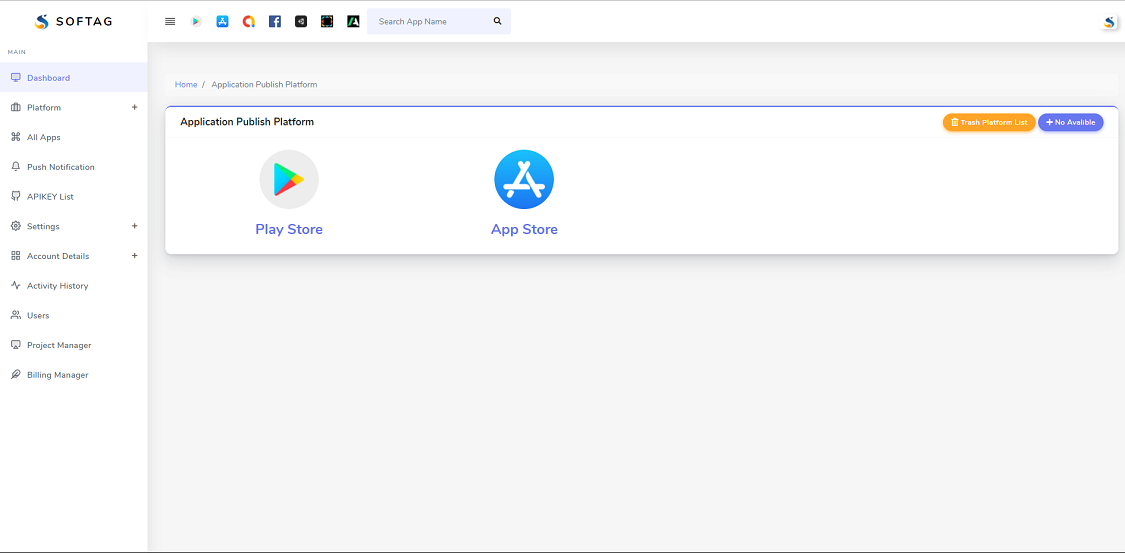 SOFTAG
Search App Name
MAIN
Dashboard
Platform +
All Apps
Push Notification
APIKEY List
Settings +
Account Details +
Activity History
Users
Project Manager
Billing Manager
Home / Application Publish Platform
Application Publish Platform
Trash Platform List
+ No Avalible
Play Store
App Store